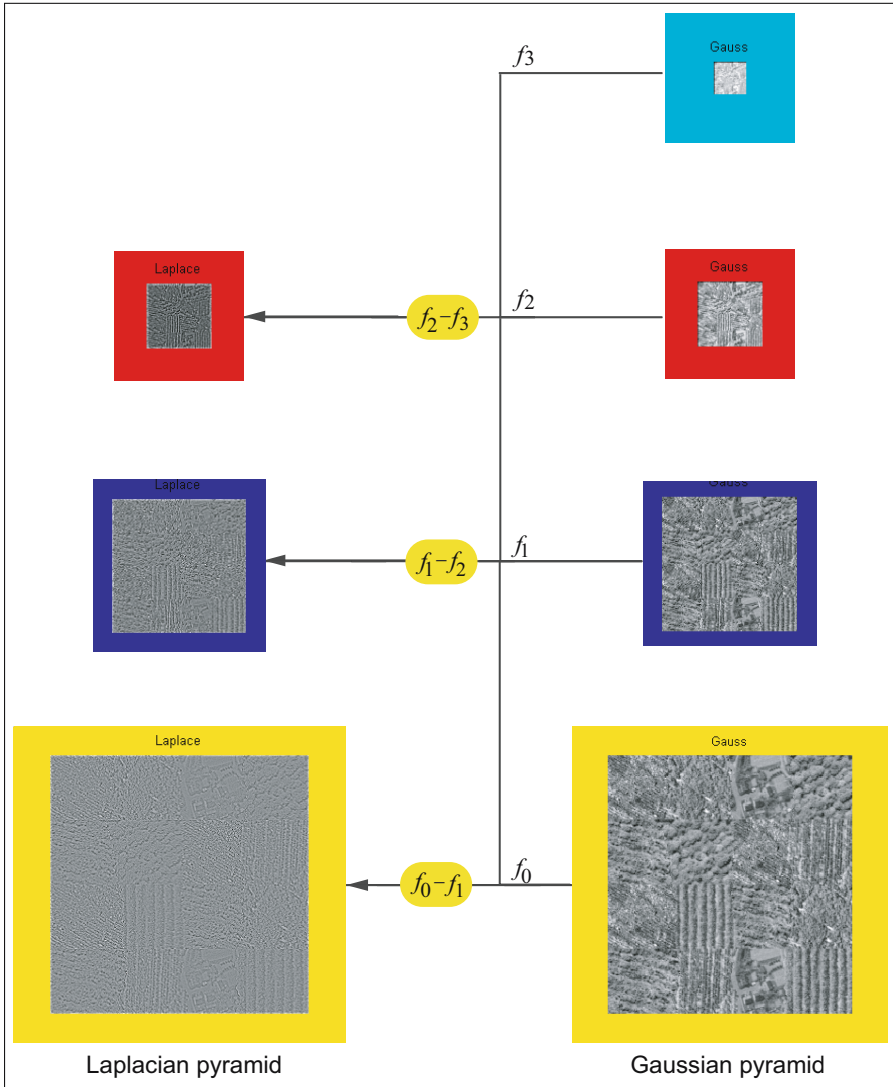 f3
Gauss
Laplace
f2–f3
f2
Gauss
Laplace
f1–f2
f1
Gauss
Laplace
f0–f1
f0
Gauss
Laplacian pyramid
Gaussian pyramid